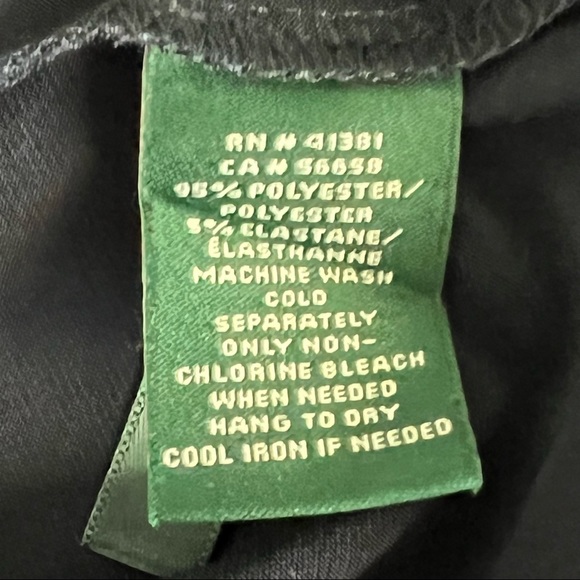 RN # 41381
CA # 56658
95% POLYESTER/
POLYESTER
5% ELASTANE/
ÉLASTHANNE
MACHINE WASH
COLD
SEPARATELY
ONLY NON-
CHLORINE BLEACH
WHEN NEEDED
HANG TO DRY
COOL IRON IF NEEDED